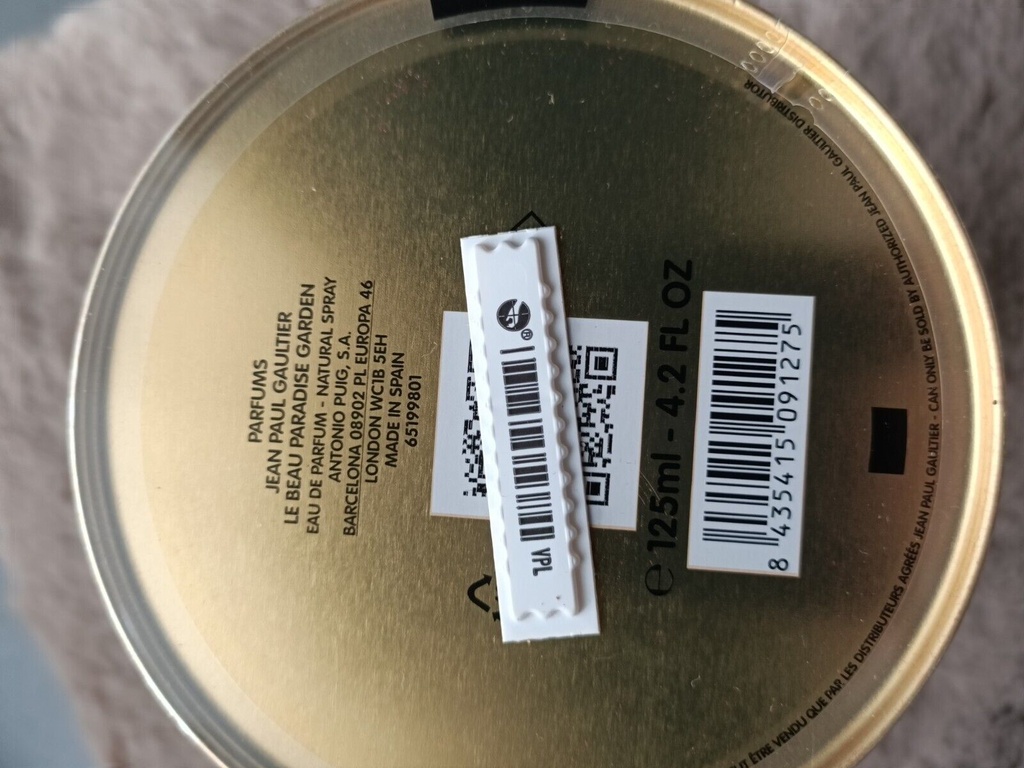 PARFUMS
JEAN PAUL GAULTIER
LE BEAU PARADISE GARDEN
EAU DE PARFUM - NATURAL SPRAY
ANTONIO PUIG, S.A.
BARCELONA 08902 PL EUROPA 46
LONDON WC1B 5EH
MADE IN SPAIN
65199801
® VPL
e 125ml - 4.2 FL OZ
8 435415 091275
ÊTRE VENDU QUE PAR LES DISTRIBUTEURS AGRÉES JEAN PAUL GAULTIER - CAN ONLY BE SOLD BY AUTHORIZED JEAN PAUL GAULTIER DISTRIBUTOR